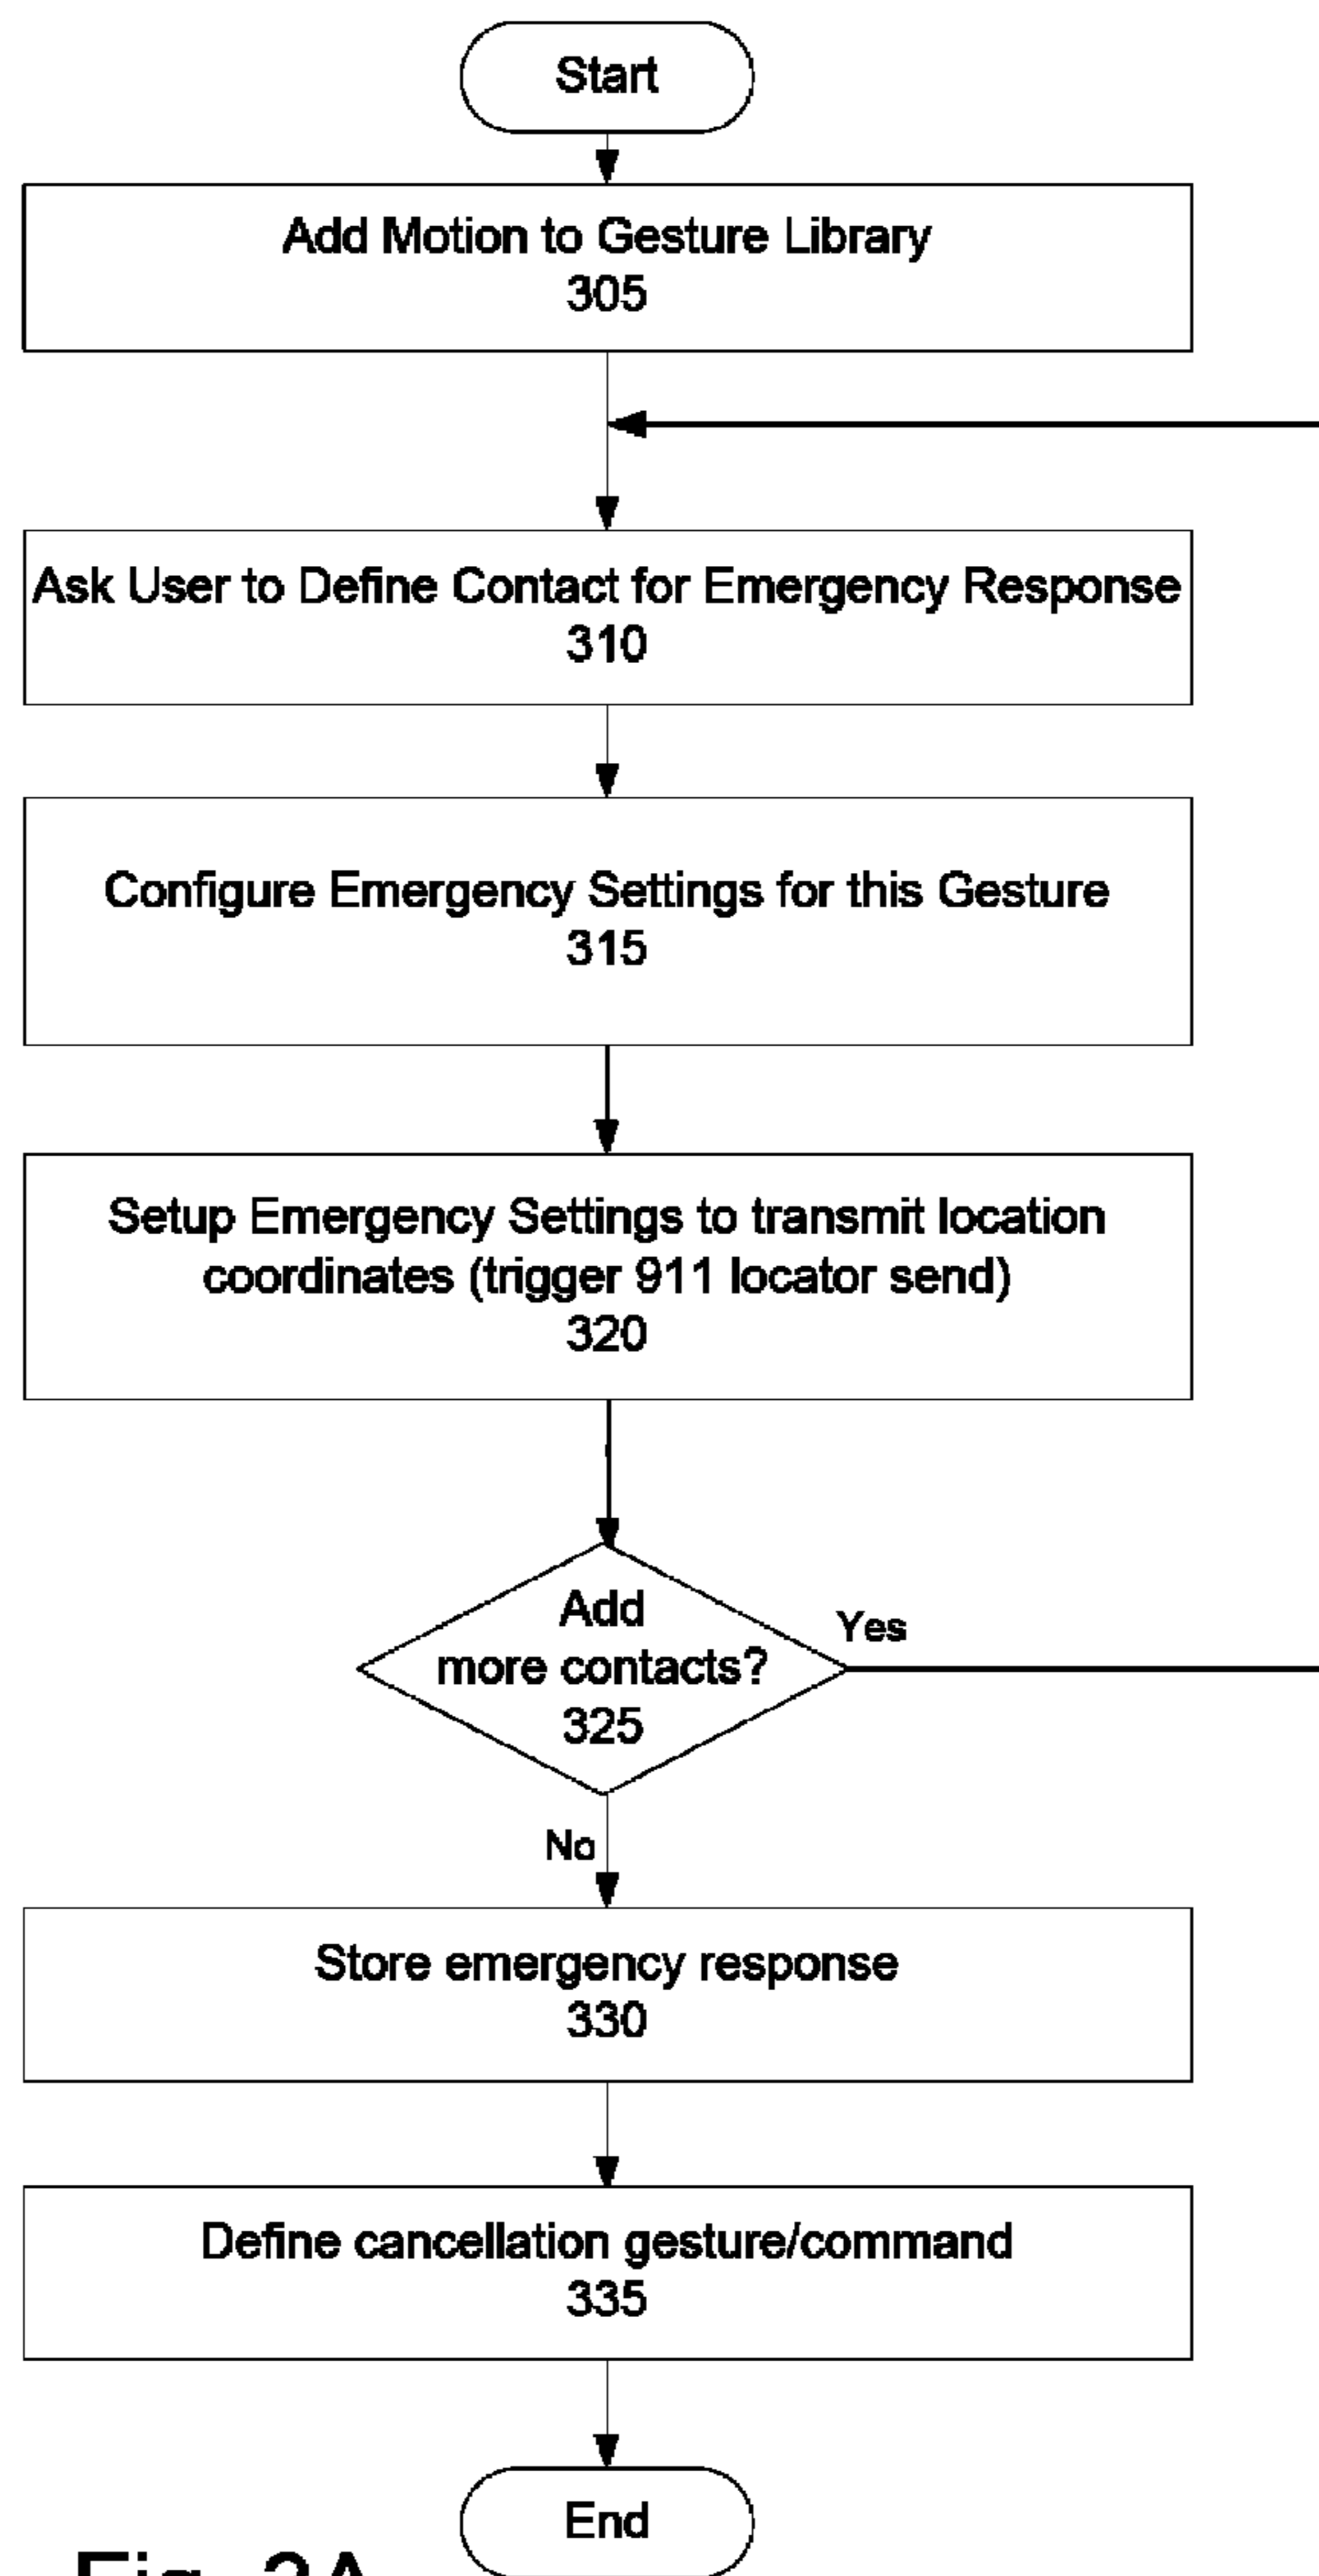 Start
Add Motion to Gesture Library
305
Ask User to Define Contact for Emergency Response
310
Configure Emergency Settings for this Gesture
315
Setup Emergency Settings to transmit location
coordinates (trigger 911 locator send)
320
Add
more contacts?
325
Yes
No
Store emergency response
330
Define cancellation gesture/command
335
End
Fig.